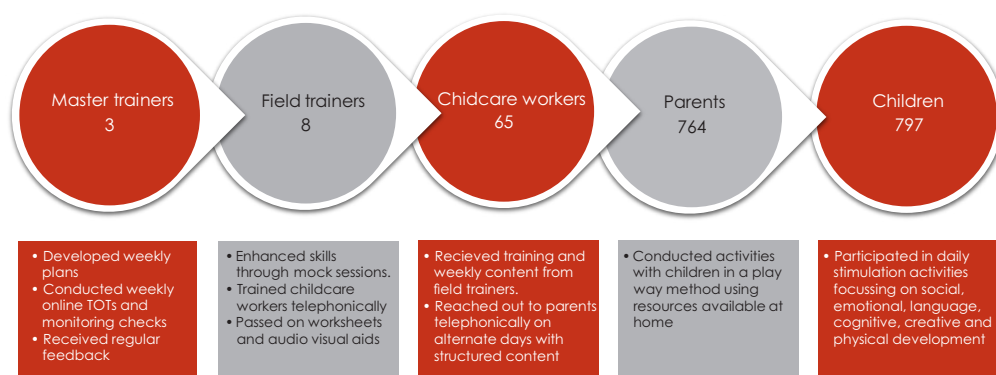 Master trainers
3
Field trainers
8
Chidcare workers
65
Parents
764
Children
797
• Developed weekly
plans
• Conducted weekly
online TOTs and
monitoring checks
• Received regular
feedback
• Enhanced skills
through mock sessions.
• Trained childcare
workers telephonically
• Passed on worksheets
and audio visual aids
• Recieved training and
weekly content from
field trainers.
• Reached out to parents
telephonically on
alternate days with
structured content
• Conducted activities
with children in a play
way method using
resources available at
home
• Participated in daily
stimulation activities
focussing on social,
emotional, language,
cognitive, creative and
physical development